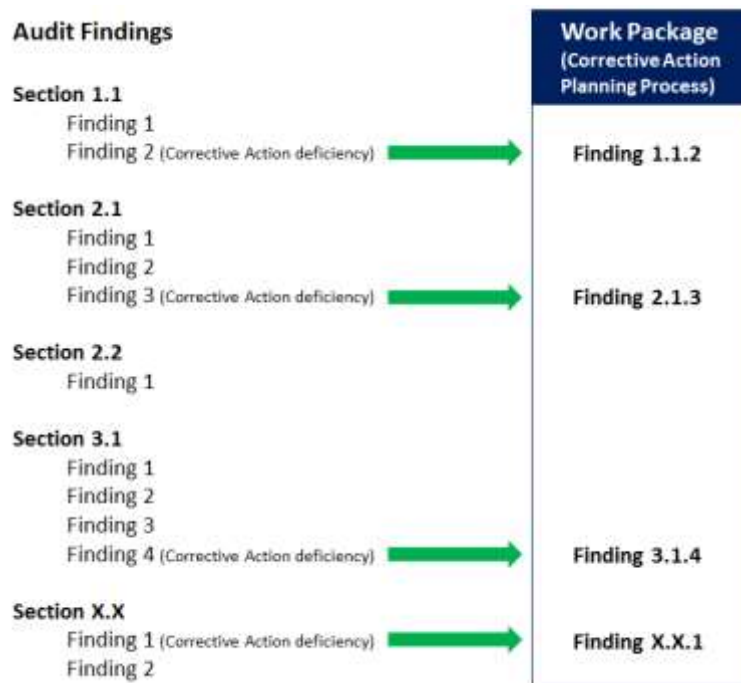 Audit Findings
Work Package
(Corrective Action
Planning Process)
Section 1.1
Finding 1
Finding 2 (Corrective Action deficiency)
Finding 1.1.2
Section 2.1
Finding 1
Finding 2
Finding 3 (Corrective Action deficiency)
Finding 2.1.3
Section 2.2
Finding 1
Section 3.1
Finding 1
Finding 2
Finding 3
Finding 4 (Corrective Action deficiency)
Finding 3.1.4
Section X.X
Finding 1 (Corrective Action deficiency)
Finding X.X.1
Finding 2